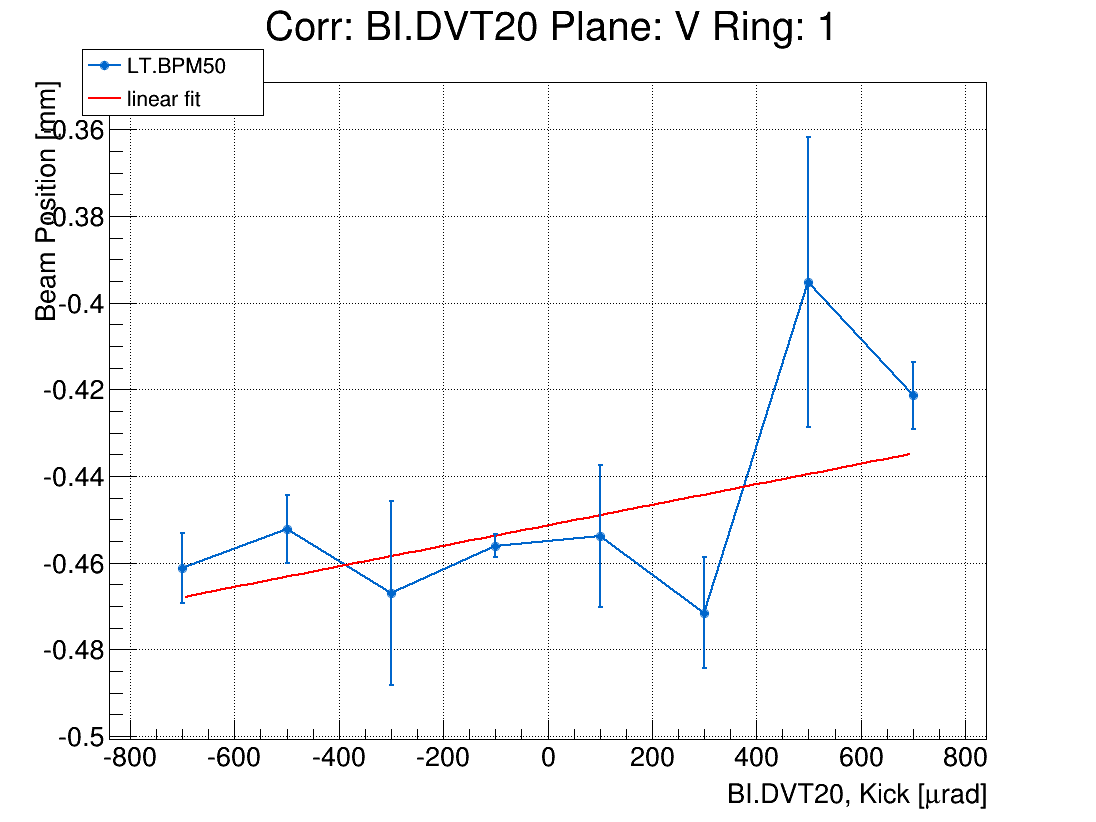 Corr: BI.DVT20 Plane: V Ring: 1
LT.BPM50
linear fit
Beam Position [mm]
-0.36
-0.38
-0.4
-0.42
-0.44
-0.46
-0.48
-0.5
-800 -600 -400 -200 0 200 400 600 800
BI.DVT20, Kick [μrad]